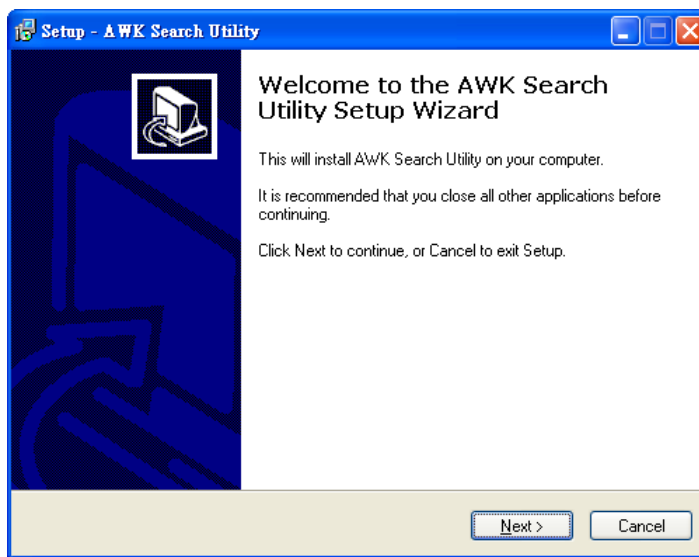 Setup - AWK Search Utility
Welcome to the AWK Search
Utility Setup Wizard
This will install AWK Search Utility on your computer.
It is recommended that you close all other applications before
continuing.
Click Next to continue, or Cancel to exit Setup.
Next >
Cancel